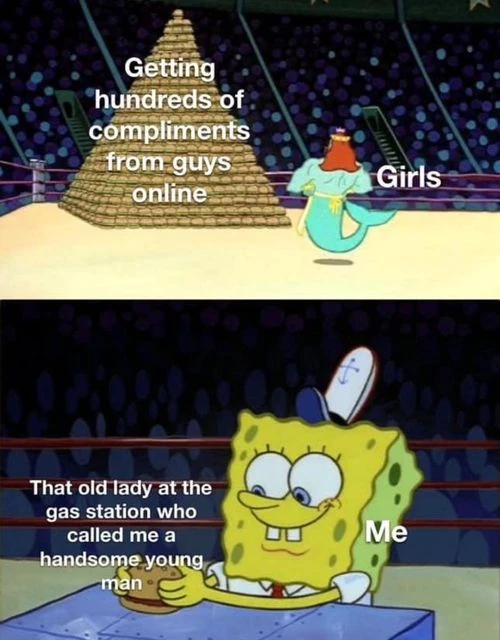 Getting
hundreds of
compliments
from guys
online
Girls
That old lady at the
gas station who
called me a
handsome young
man
Me